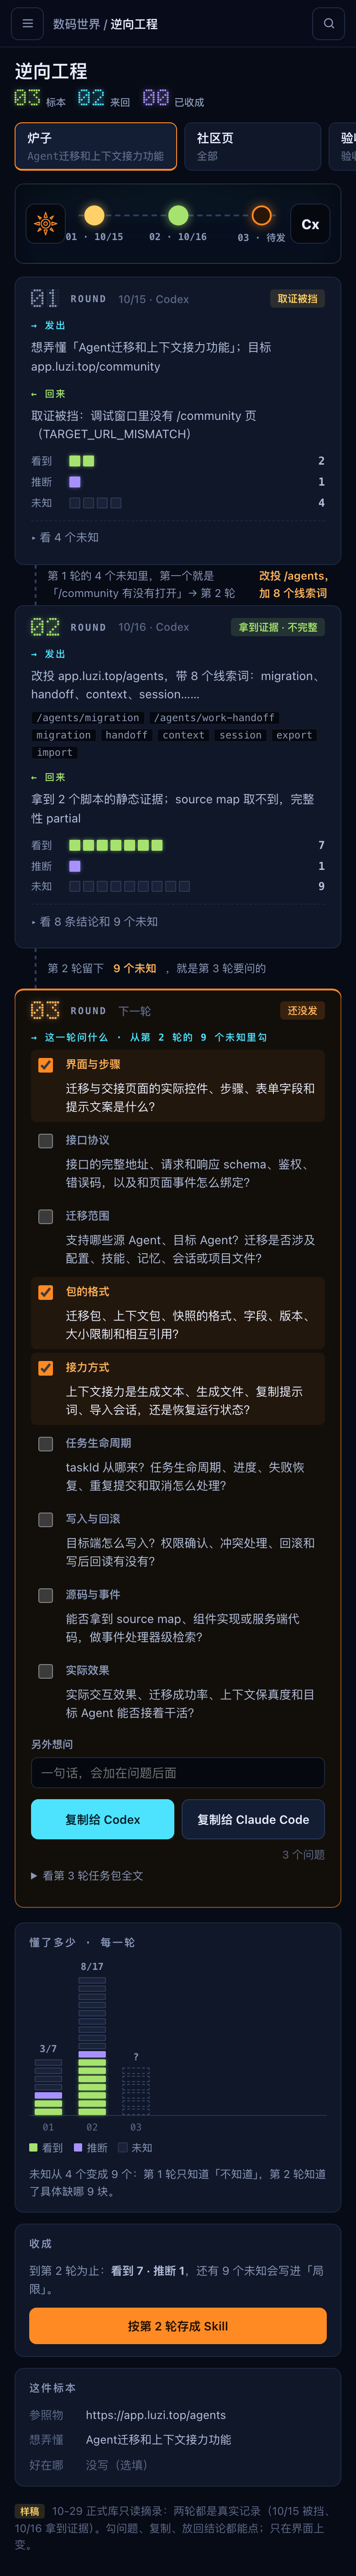 数码世界 / 逆向工程
逆向工程
03 标本 02 来回 00 已收成
炉子
Agent迁移和上下文接力功能
社区页
全部
01 · 10/15
02 · 10/16
03 · 待发
Cx
01 ROUND 10/15 · Codex 取证被挡
→ 发出
想弄懂「Agent迁移和上下文接力功能」；目标
app.luzi.top/community
← 回来
取证被挡：调试窗口里没有 /community 页
（TARGET_URL_MISMATCH）
看到 2
推断 1
未知 4
▸ 看 4 个未知
第 1 轮的 4 个未知里，第一个就是
「/community 有没有打开」→ 第 2 轮
改投 /agents，
加 8 个线索词
02 ROUND 10/16 · Codex 拿到证据 · 不完整
→ 发出
改投 app.luzi.top/agents，带 8 个线索词：migration、
handoff、context、session……
/agents/migration /agents/work-handoff
migration handoff context session export
import
← 回来
拿到 2 个脚本的静态证据；source map 取不到，完整
性 partial
看到 7
推断 1
未知 9
▸ 看 8 条结论和 9 个未知
第 2 轮留下 9 个未知 ，就是第 3 轮要问的
03 ROUND 下一轮 还没发
→ 这一轮问什么 · 从第 2 轮的 9 个未知里勾
界面与步骤
迁移与交接页面的实际控件、步骤、表单字段和
提示文案是什么？
接口协议
接口的完整地址、请求和响应 schema、鉴权、
错误码，以及和页面事件怎么绑定？
迁移范围
支持哪些源 Agent、目标 Agent？迁移是否涉及
配置、技能、记忆、会话或项目文件？
包的格式
迁移包、上下文包、快照的格式、字段、版本、
大小限制和相互引用？
接力方式
上下文接力是生成文本、生成文件、复制提示
词、导入会话，还是恢复运行状态？
任务生命周期
taskId 从哪来？任务生命周期、进度、失败恢
复、重复提交和取消怎么处理？
写入与回滚
目标端怎么写入？权限确认、冲突处理、回滚和
写后回读有没有？
源码与事件
能否拿到 source map、组件实现或服务端代
码，做事件处理器级检索？
实际效果
实际交互效果、迁移成功率、上下文保真度和目
标 Agent 能否接着干活？
另外想问
一句话，会加在问题后面
复制给 Codex
复制给 Claude Code
3 个问题
▶ 看第 3 轮任务包全文
懂了多少 · 每一轮
3/7
8/17
?
01 02 03
看到 推断 未知
未知从 4 个变成 9 个：第 1 轮只知道「不知道」，第 2 轮知道
了具体缺哪 9 块。
收成
到第 2 轮为止：看到 7 · 推断 1，还有 9 个未知会写进「局
限」。
按第 2 轮存成 Skill
这件标本
参照物 https://app.luzi.top/agents
想弄懂 Agent迁移和上下文接力功能
好在哪 没写（选填）
样稿 10-29 正式库只读摘录：两轮都是真实记录（10/15 被挡、
10/16 拿到证据）。勾问题、复制、放回结论都能点；只在界面上
变。